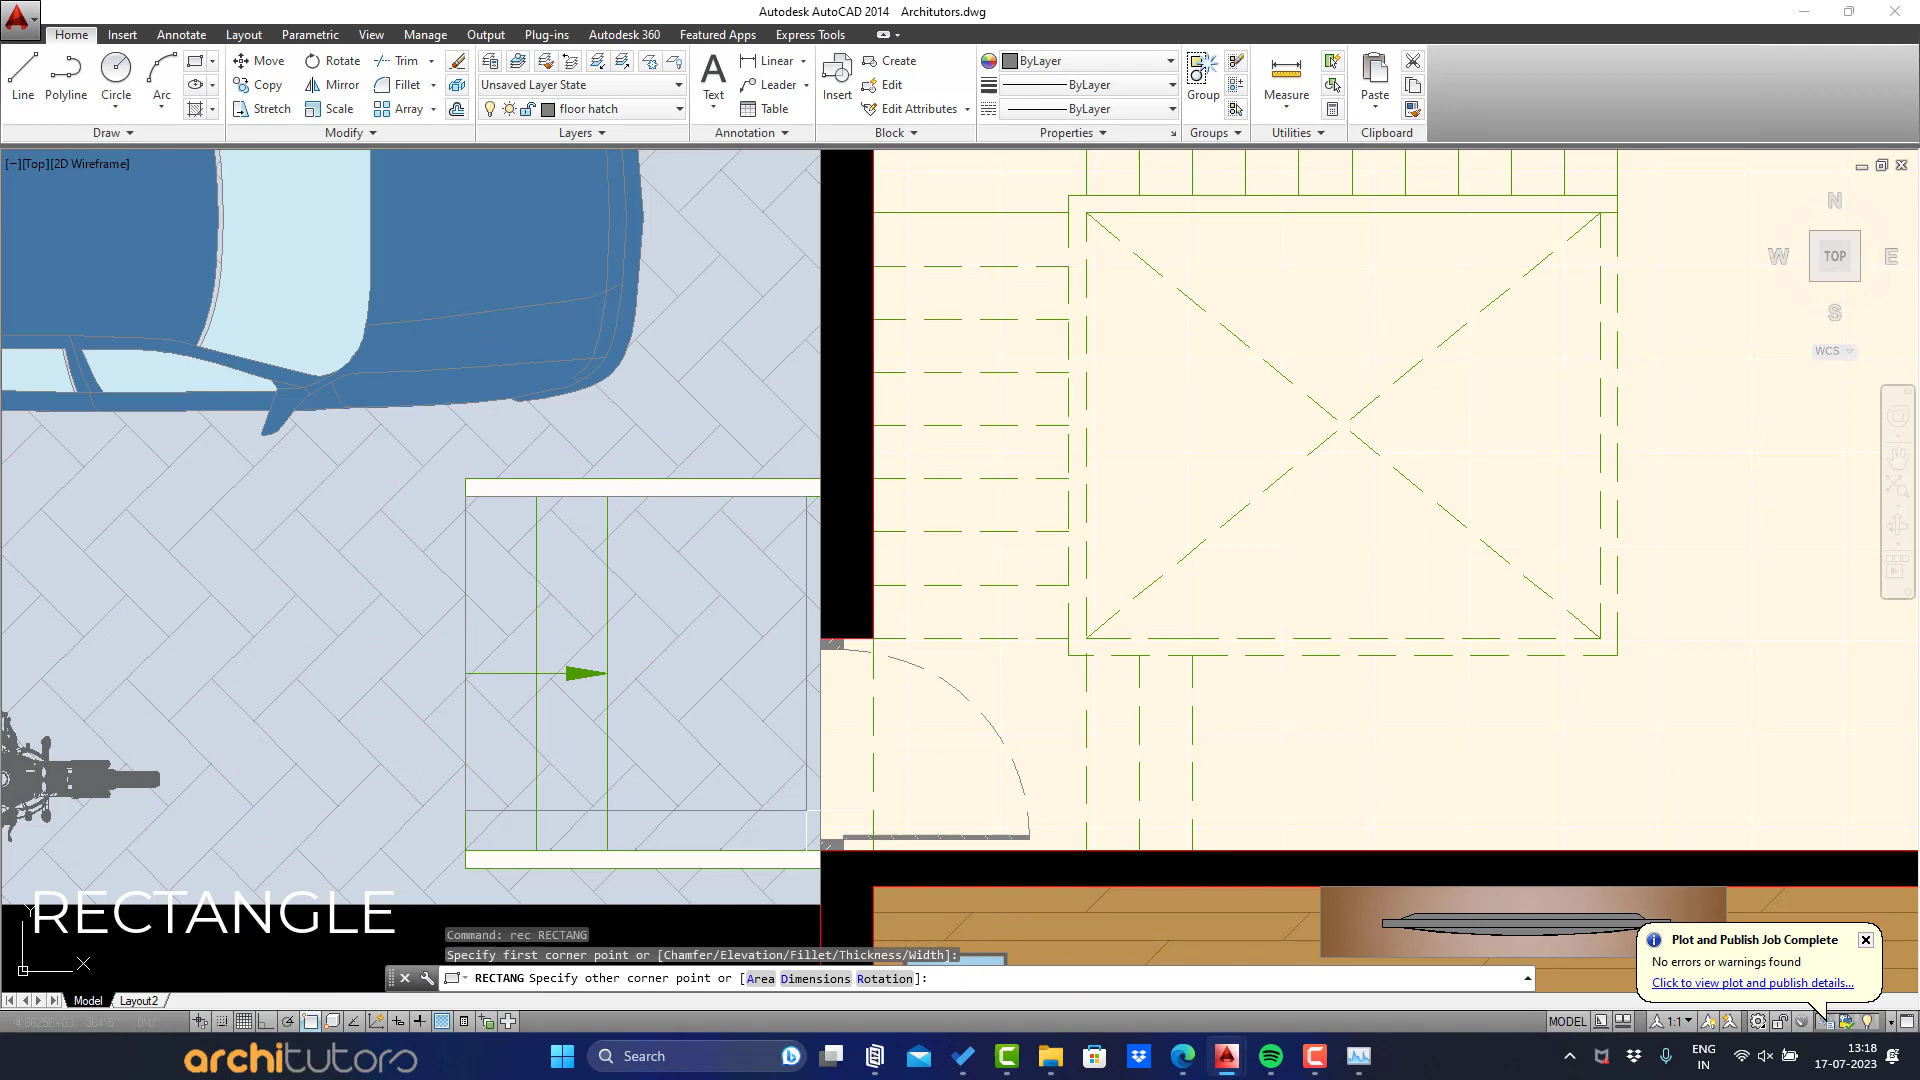 Autodesk AutoCAD 2014 Architutors.dwg
Home Insert Annotate Layout Parametric View Manage Output Plug-ins Autodesk 360 Featured Apps Express Tools
Line Polyline Circle Arc
Move Rotate Trim
Copy Mirror Fillet
Stretch Scale Array
Unsaved Layer State
floor hatch
Text
Linear
Leader
Table
Insert
Create
Edit
Edit Attributes
ByLayer
ByLayer
ByLayer
Group
Measure
Paste
Draw Modify Layers Annotation Block Properties Groups Utilities Clipboard
[−][Top][2D Wireframe]
N
W TOP E
S
WCS
RECTANGLE
Y
X
Command: rec RECTANG
Specify first corner point or [Chamfer/Elevation/Fillet/Thickness/Width]:
RECTANG Specify other corner point or [Area Dimensions Rotation]:
Plot and Publish Job Complete
No errors or warnings found
Click to view plot and publish details...
Model Layout2
MODEL 1:1
architutors
Search
ENG
IN
13:18
17-07-2023